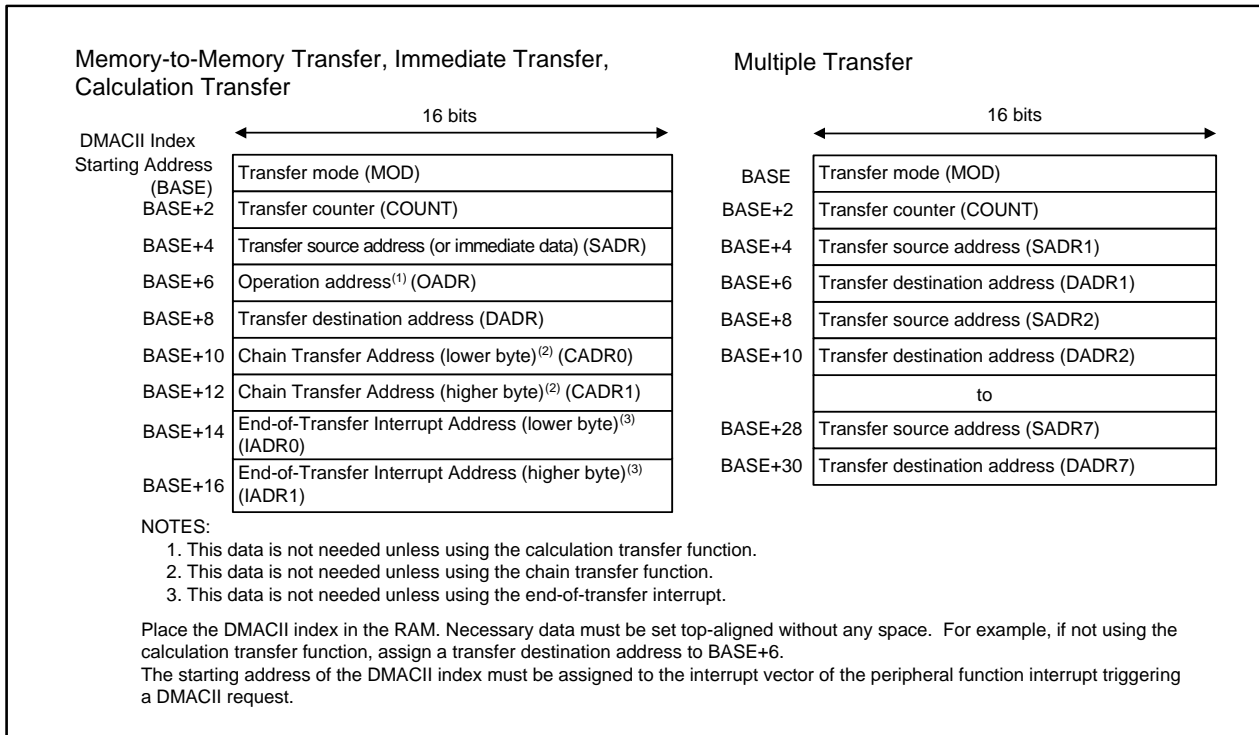 Memory-to-Memory Transfer, Immediate Transfer,
Calculation Transfer
16 bits
DMACII Index
Starting Address
(BASE)
Transfer mode (MOD)
BASE+2 Transfer counter (COUNT)
BASE+4 Transfer source address (or immediate data) (SADR)
BASE+6 Operation address(1) (OADR)
BASE+8 Transfer destination address (DADR)
BASE+10 Chain Transfer Address (lower byte)(2) (CADR0)
BASE+12 Chain Transfer Address (higher byte)(2) (CADR1)
BASE+14 End-of-Transfer Interrupt Address (lower byte)(3)
(IADR0)
BASE+16 End-of-Transfer Interrupt Address (higher byte)(3)
(IADR1)
Multiple Transfer
16 bits
BASE Transfer mode (MOD)
BASE+2 Transfer counter (COUNT)
BASE+4 Transfer source address (SADR1)
BASE+6 Transfer destination address (DADR1)
BASE+8 Transfer source address (SADR2)
BASE+10 Transfer destination address (DADR2)
to
BASE+28 Transfer source address (SADR7)
BASE+30 Transfer destination address (DADR7)
NOTES:
1. This data is not needed unless using the calculation transfer function.
2. This data is not needed unless using the chain transfer function.
3. This data is not needed unless using the end-of-transfer interrupt.
Place the DMACII index in the RAM. Necessary data must be set top-aligned without any space. For example, if not using the
calculation transfer function, assign a transfer destination address to BASE+6.
The starting address of the DMACII index must be assigned to the interrupt vector of the peripheral function interrupt triggering
a DMACII request.